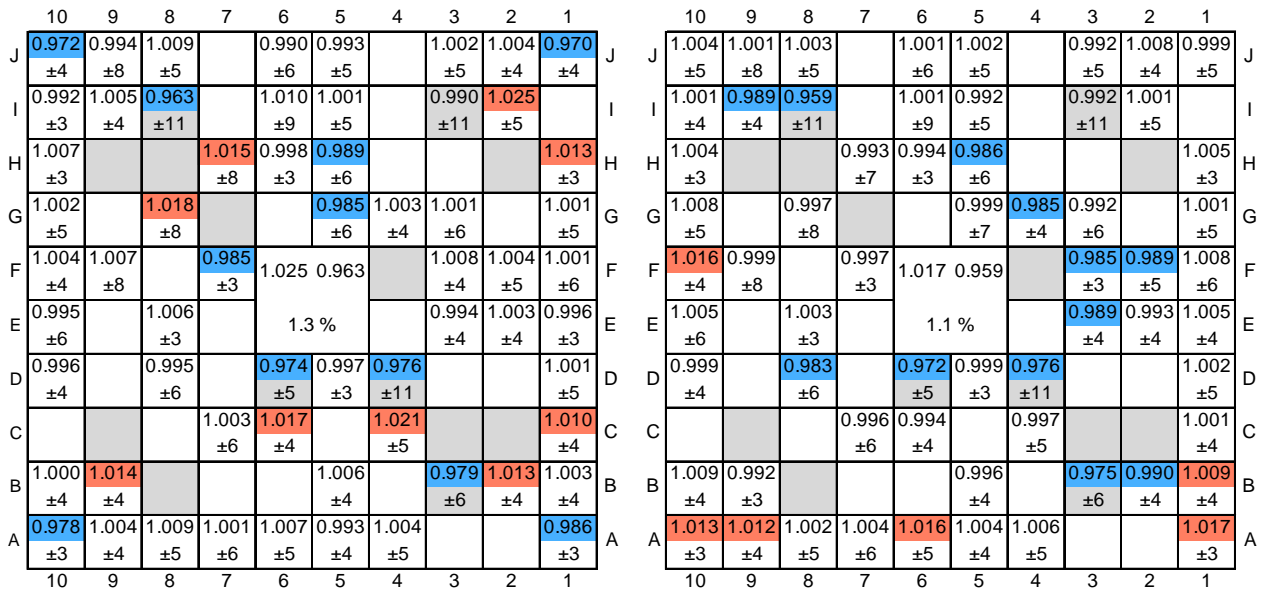 10 9 8 7 6 5 4 3 2 1 10 9 8 7 6 5 4 3 2 1
J 0.972 0.994 1.009 0.990 0.993 1.002 1.004 0.970 J J 1.004 1.001 1.003 1.001 1.002 0.992 1.008 0.999 J
±4 ±8 ±5 ±6 ±5 ±5 ±4 ±4 ±5 ±8 ±5 ±6 ±5 ±5 ±4 ±5
I 0.992 1.005 0.963 1.010 1.001 0.990 1.025 I I 1.001 0.989 0.959 1.001 0.992 0.992 1.001 I
±3 ±4 ±11 ±9 ±5 ±11 ±5 ±4 ±4 ±11 ±9 ±5 ±11 ±5
H 1.007 1.015 0.998 0.989 1.013 H H 1.004 0.993 0.994 0.986 1.005 H
±3 ±8 ±3 ±6 ±3 ±3 ±7 ±3 ±6 ±3
G 1.002 1.018 0.985 1.003 1.001 1.001 G G 1.008 0.997 0.999 0.985 0.992 1.001 G
±5 ±8 ±6 ±4 ±6 ±5 ±5 ±8 ±7 ±4 ±6 ±5
F 1.004 1.007 0.985 1.025 0.963 1.008 1.004 1.001 F F 1.016 0.999 0.997 1.017 0.959 0.985 0.989 1.008 F
±4 ±8 ±3 ±4 ±5 ±6 ±4 ±8 ±3 ±3 ±5 ±6
E 0.995 1.006 1.3 % 0.994 1.003 0.996 E E 1.005 1.003 1.1 % 0.989 0.993 1.005 E
±6 ±3 ±4 ±4 ±3 ±6 ±3 ±4 ±4 ±4
D 0.996 0.995 0.974 0.997 0.976 1.001 D D 0.999 0.983 0.972 0.999 0.976 1.002 D
±4 ±6 ±5 ±3 ±11 ±5 ±4 ±6 ±5 ±3 ±11 ±5
C 1.003 1.017 1.021 1.010 C C 0.996 0.994 0.997 1.001 C
±6 ±4 ±5 ±4 ±6 ±4 ±5 ±4
B 1.000 1.014 1.006 0.979 1.013 1.003 B B 1.009 0.992 0.996 0.975 0.990 1.009 B
±4 ±4 ±4 ±6 ±4 ±4 ±4 ±3 ±4 ±6 ±4 ±4
A 0.978 1.004 1.009 1.001 1.007 0.993 1.004 0.986 A A 1.013 1.012 1.002 1.004 1.016 1.004 1.006 1.017 A
±3 ±4 ±5 ±6 ±5 ±4 ±5 ±3 ±3 ±4 ±5 ±6 ±5 ±4 ±5 ±3
10 9 8 7 6 5 4 3 2 1 10 9 8 7 6 5 4 3 2 1